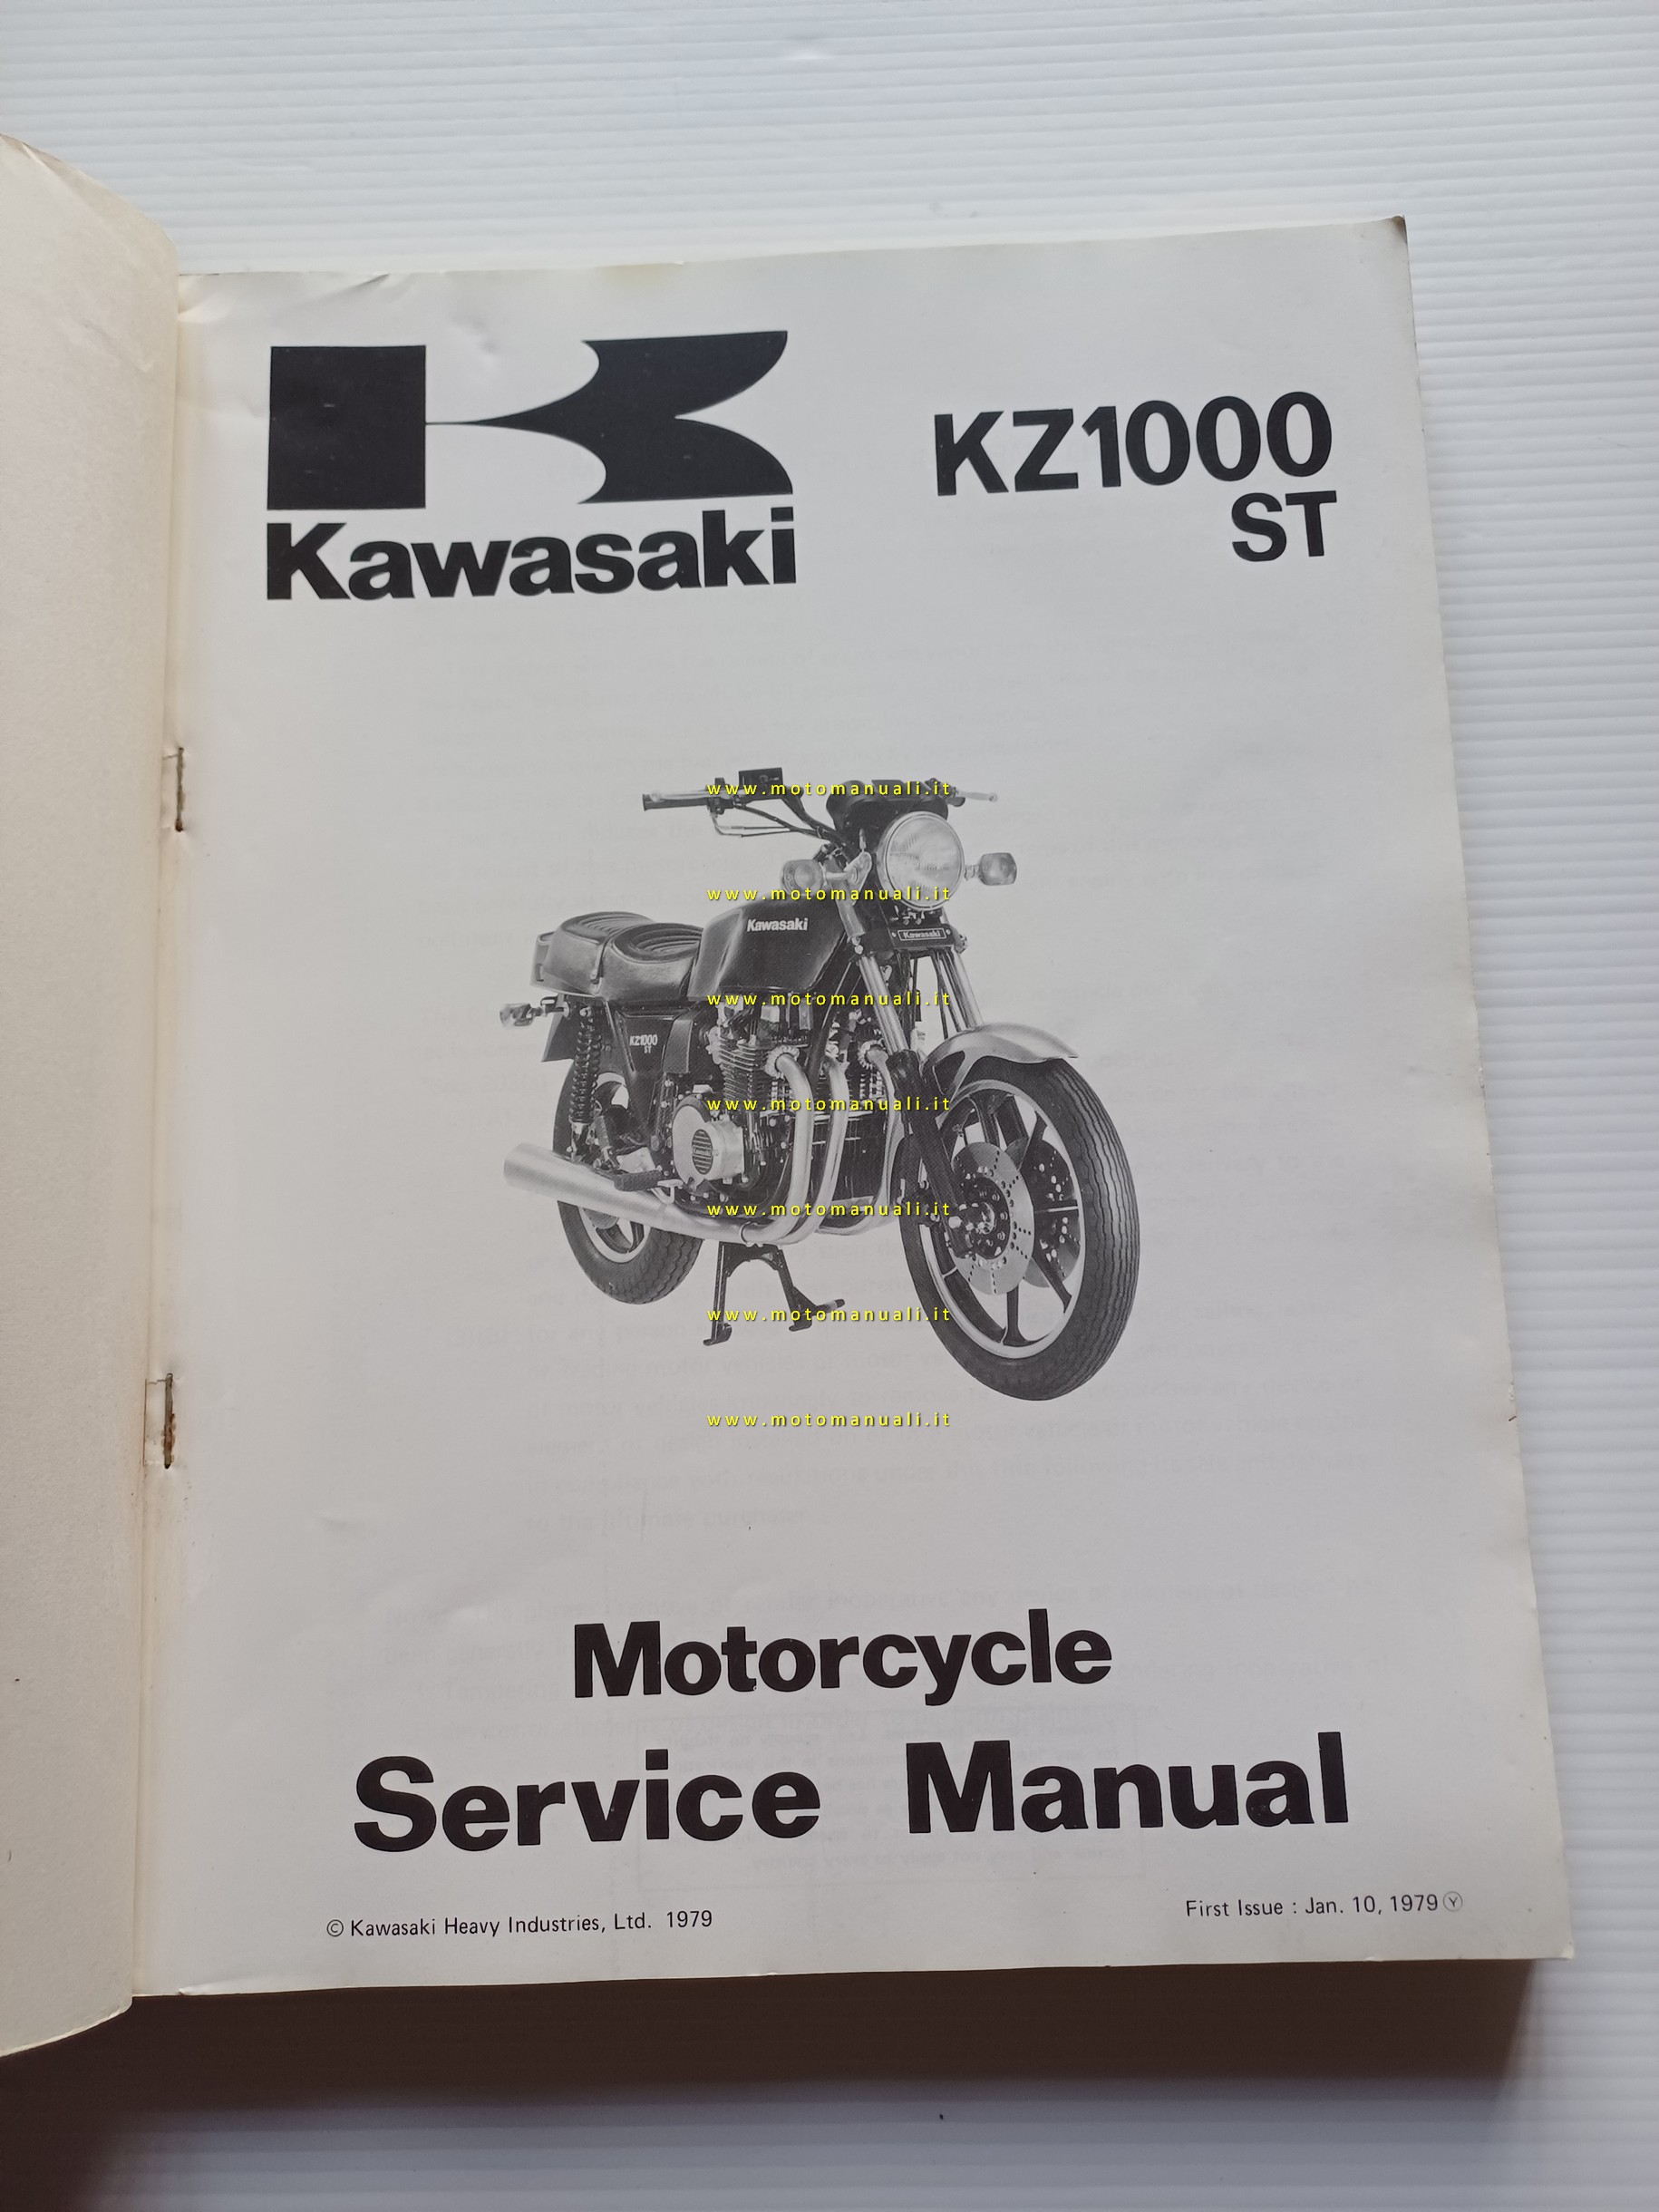 Kawasaki
KZ1000
ST
www.motomanuali.it
www.motomanuali.it
Kawasaki
Kawasaki
www.motomanuali.it
KZ1000
ST
www.motomanuali.it
www.motomanuali.it
www.motomanuali.it
www.motomanuali.it
Motorcycle
Service Manual
© Kawasaki Heavy Industries, Ltd. 1979
First Issue : Jan. 10, 1979 Ⓨ